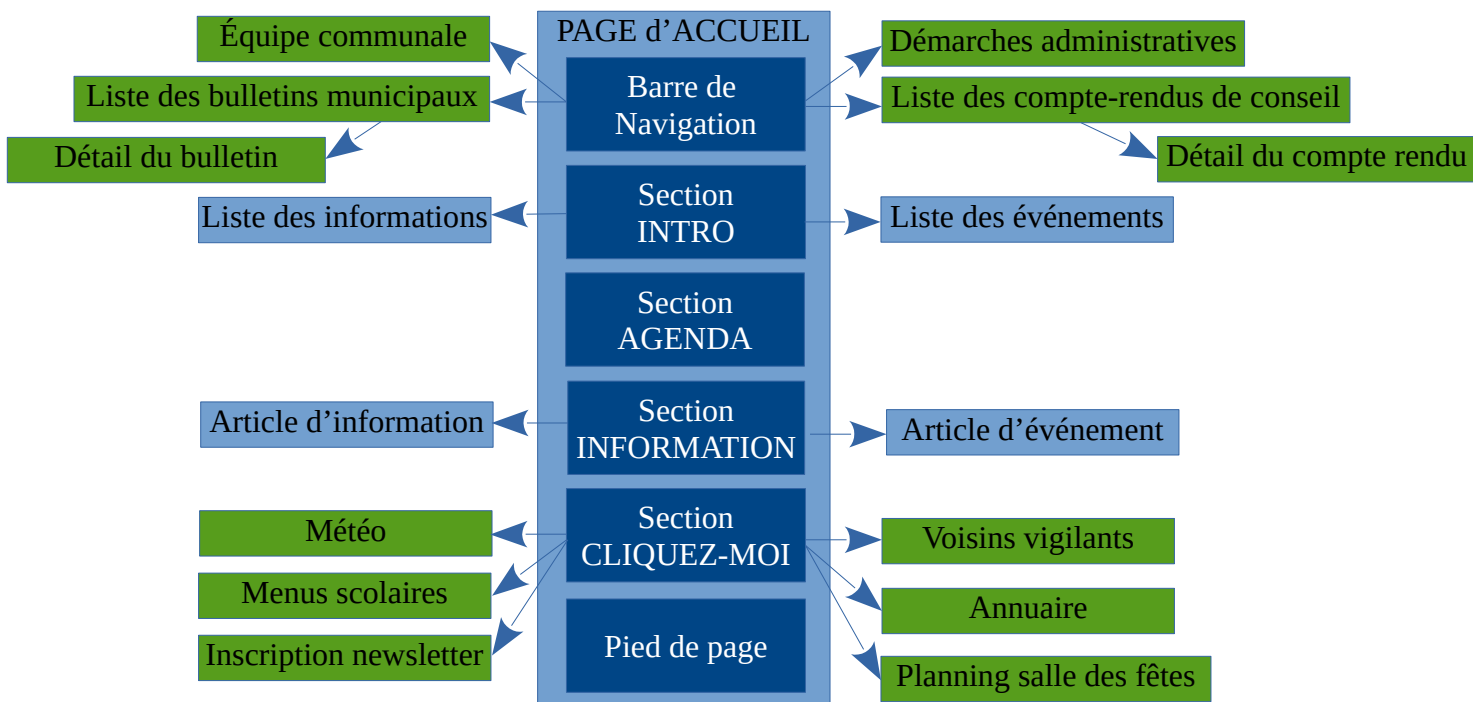 PAGE d’ACCUEIL
Équipe communale
Liste des bulletins municipaux
Détail du bulletin
Barre de
Navigation
Démarches administratives
Liste des compte-rendus de conseil
Détail du compte rendu
Liste des informations
Section
INTRO
Liste des événements
Section
AGENDA
Article d’information
Section
INFORMATION
Article d’événement
Météo
Menus scolaires
Inscription newsletter
Section
CLIQUEZ-MOI
Voisins vigilants
Annuaire
Planning salle des fêtes
Pied de page